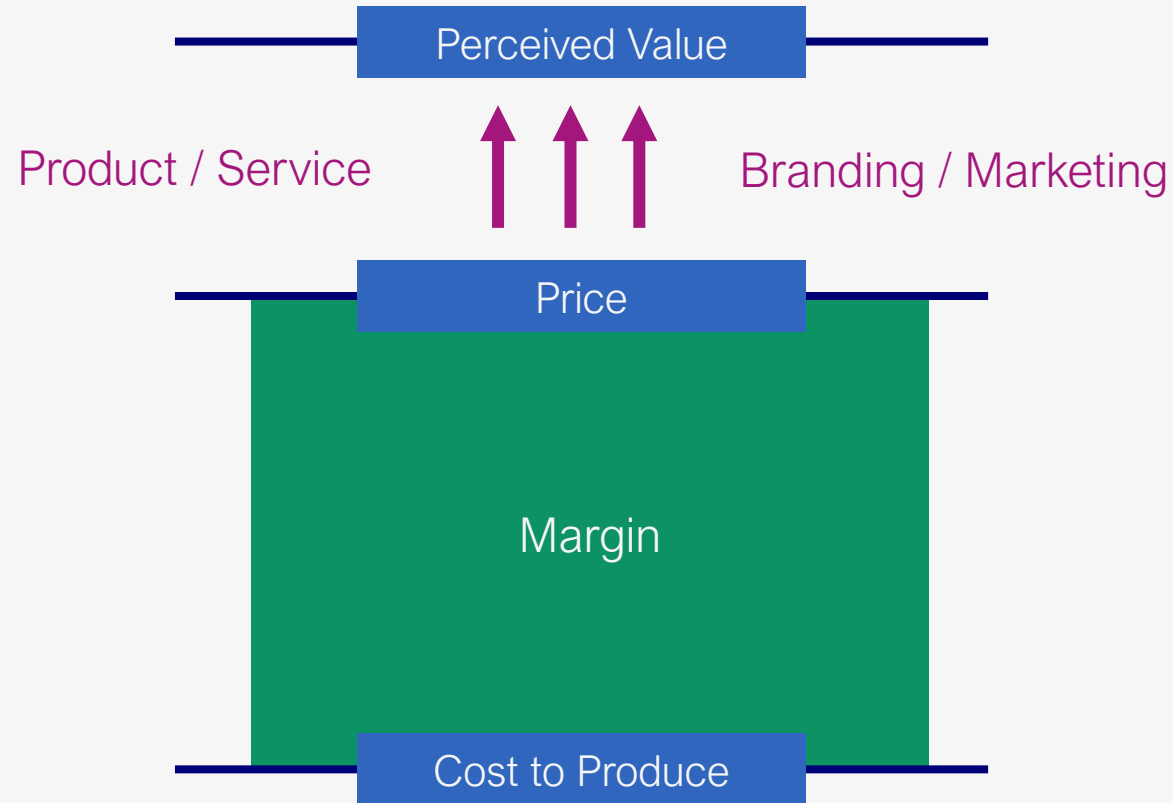 Perceived Value
Product / Service
Branding / Marketing
Price
Margin
Cost to Produce